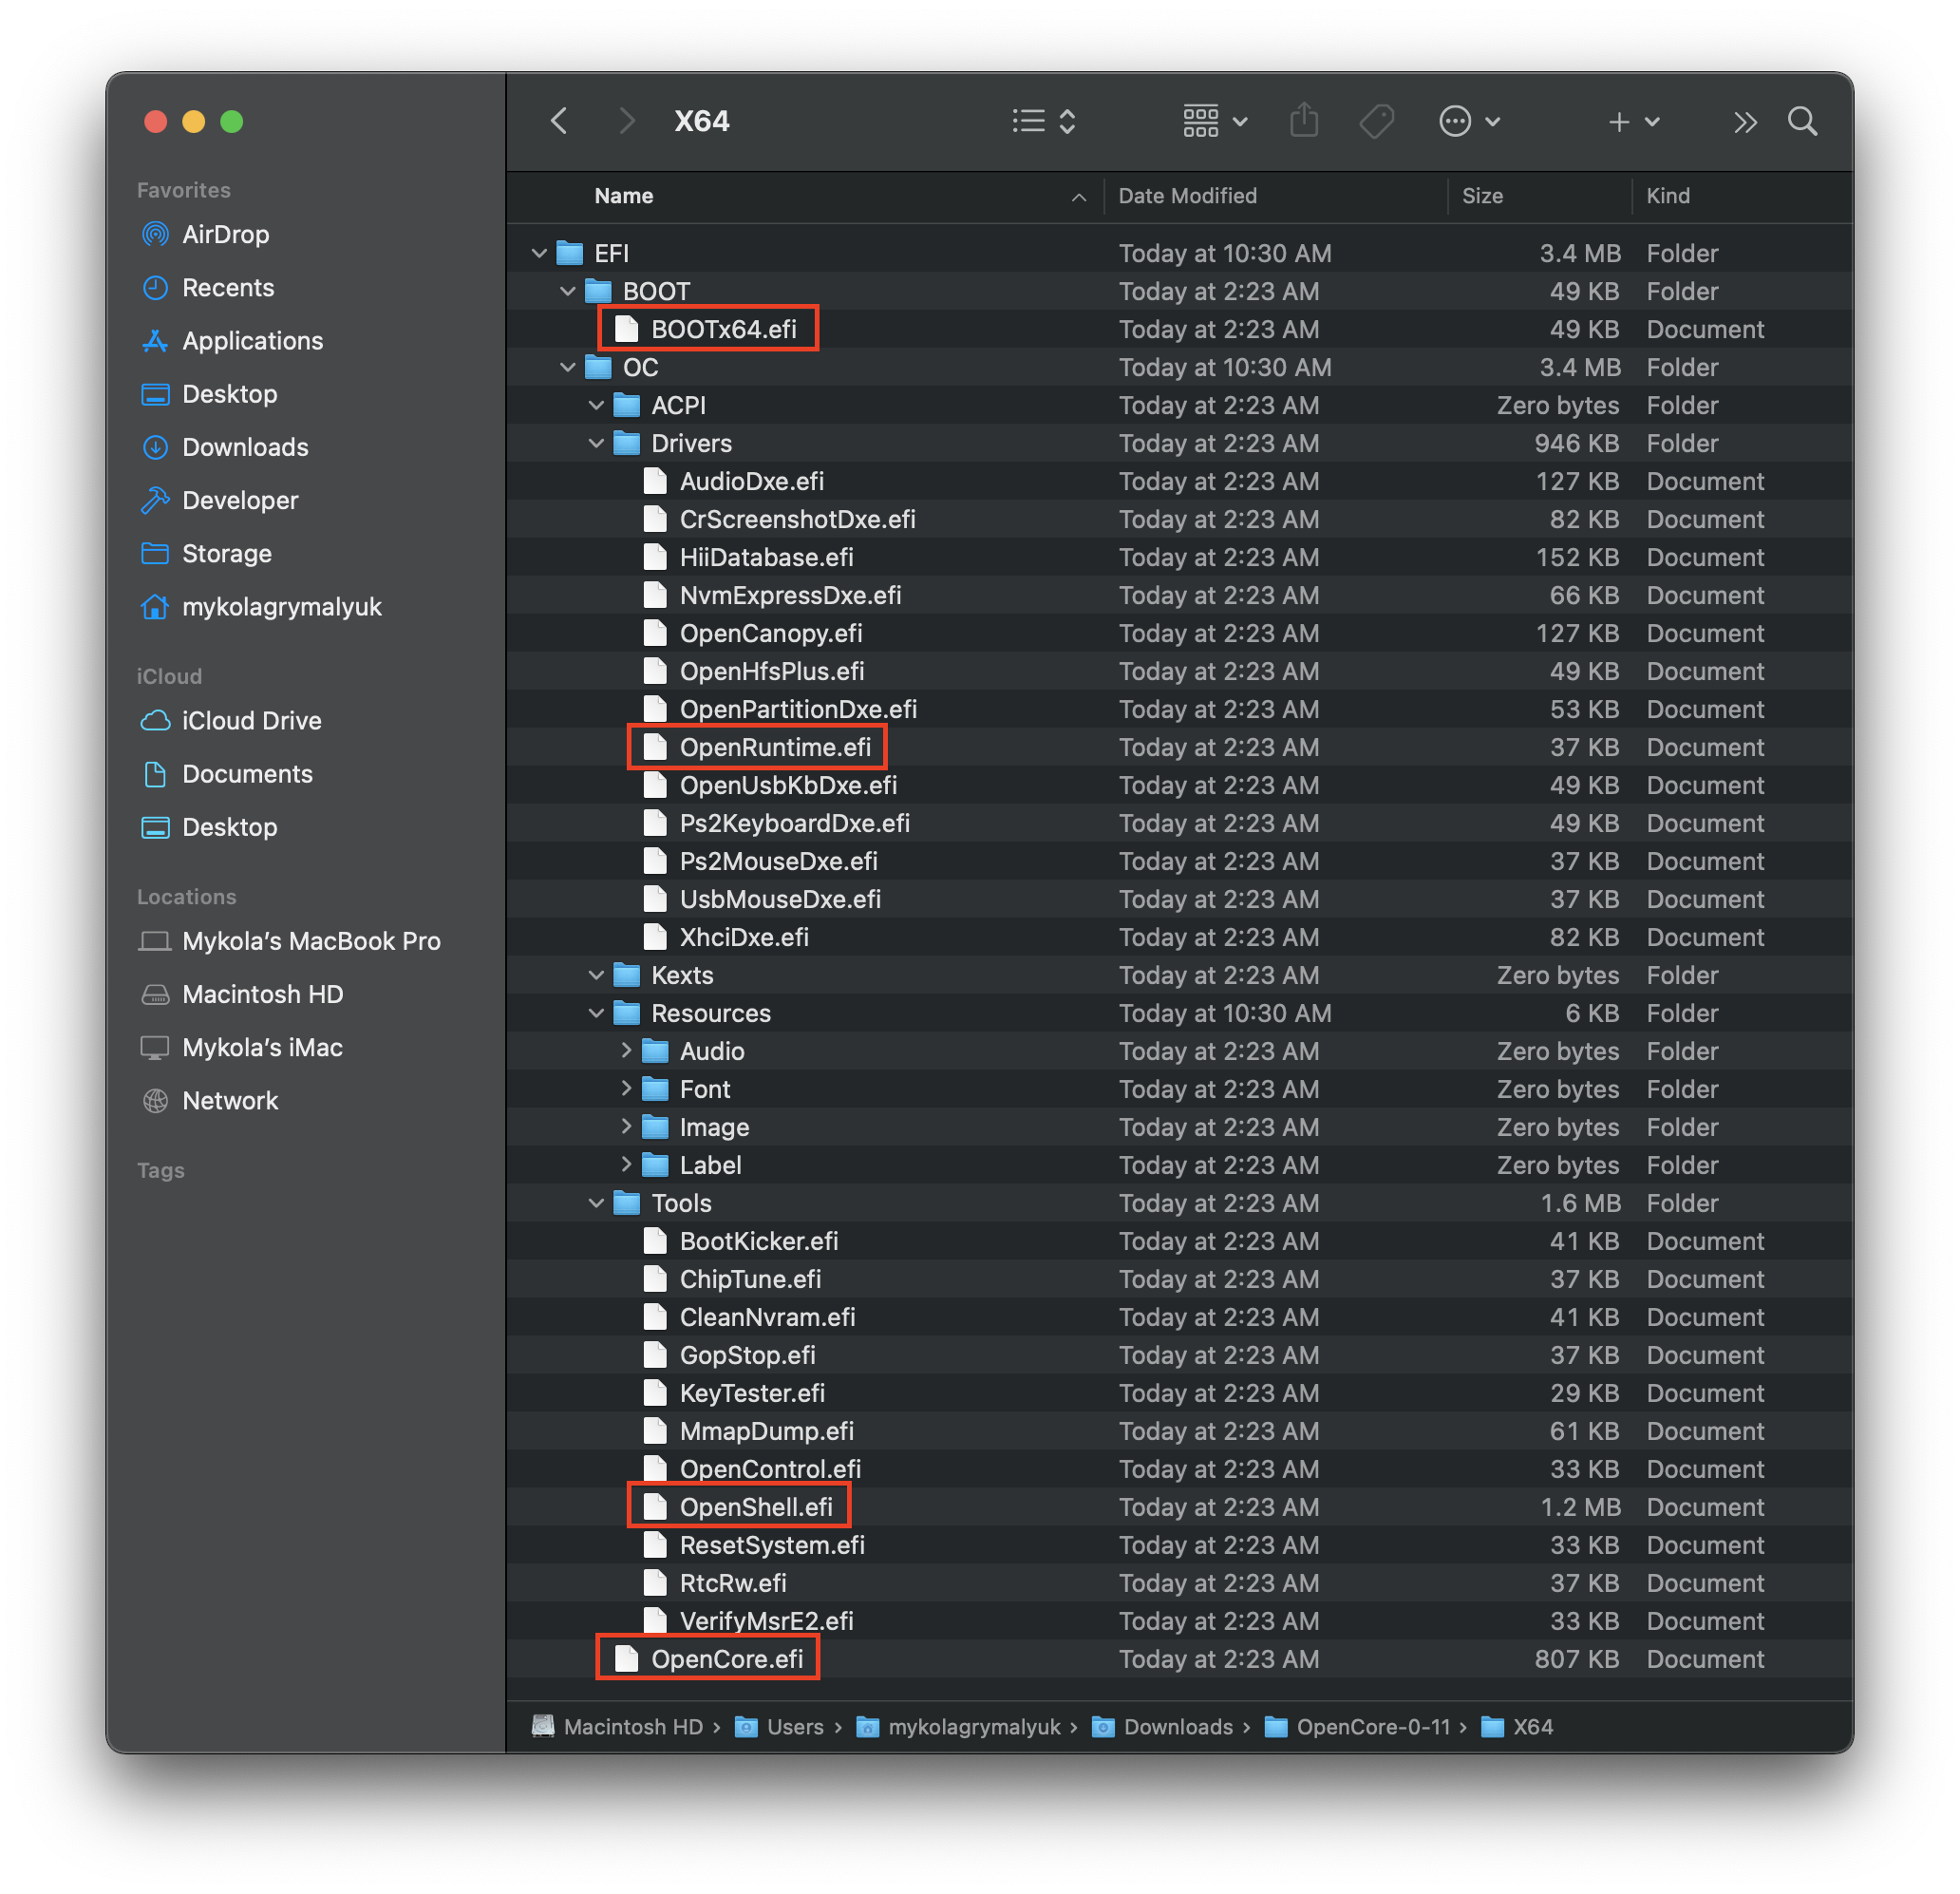 X64
Favorites
AirDrop
Recents
Applications
Desktop
Downloads
Developer
Storage
mykolagrymalyuk
iCloud
iCloud Drive
Documents
Desktop
Locations
Mykola’s MacBook Pro
Macintosh HD
Mykola’s iMac
Network
Tags
Name Date Modified Size Kind
EFI Today at 10:30 AM 3.4 MB Folder
BOOT Today at 2:23 AM 49 KB Folder
BOOTx64.efi Today at 2:23 AM 49 KB Document
OC Today at 10:30 AM 3.4 MB Folder
ACPI Today at 2:23 AM Zero bytes Folder
Drivers Today at 2:23 AM 946 KB Folder
AudioDxe.efi Today at 2:23 AM 127 KB Document
CrScreenshotDxe.efi Today at 2:23 AM 82 KB Document
HiiDatabase.efi Today at 2:23 AM 152 KB Document
NvmExpressDxe.efi Today at 2:23 AM 66 KB Document
OpenCanopy.efi Today at 2:23 AM 127 KB Document
OpenHfsPlus.efi Today at 2:23 AM 49 KB Document
OpenPartitionDxe.efi Today at 2:23 AM 53 KB Document
OpenRuntime.efi Today at 2:23 AM 37 KB Document
OpenUsbKbDxe.efi Today at 2:23 AM 49 KB Document
Ps2KeyboardDxe.efi Today at 2:23 AM 49 KB Document
Ps2MouseDxe.efi Today at 2:23 AM 37 KB Document
UsbMouseDxe.efi Today at 2:23 AM 37 KB Document
XhciDxe.efi Today at 2:23 AM 82 KB Document
Kexts Today at 2:23 AM Zero bytes Folder
Resources Today at 10:30 AM 6 KB Folder
Audio Today at 2:23 AM Zero bytes Folder
Font Today at 2:23 AM Zero bytes Folder
Image Today at 2:23 AM Zero bytes Folder
Label Today at 2:23 AM Zero bytes Folder
Tools Today at 2:23 AM 1.6 MB Folder
BootKicker.efi Today at 2:23 AM 41 KB Document
ChipTune.efi Today at 2:23 AM 37 KB Document
CleanNvram.efi Today at 2:23 AM 41 KB Document
GopStop.efi Today at 2:23 AM 37 KB Document
KeyTester.efi Today at 2:23 AM 29 KB Document
MmapDump.efi Today at 2:23 AM 61 KB Document
OpenControl.efi Today at 2:23 AM 33 KB Document
OpenShell.efi Today at 2:23 AM 1.2 MB Document
ResetSystem.efi Today at 2:23 AM 33 KB Document
RtcRw.efi Today at 2:23 AM 37 KB Document
VerifyMsrE2.efi Today at 2:23 AM 33 KB Document
OpenCore.efi Today at 2:23 AM 807 KB Document
Macintosh HD › Users › mykolagrymalyuk › Downloads › OpenCore-0-11 › X64